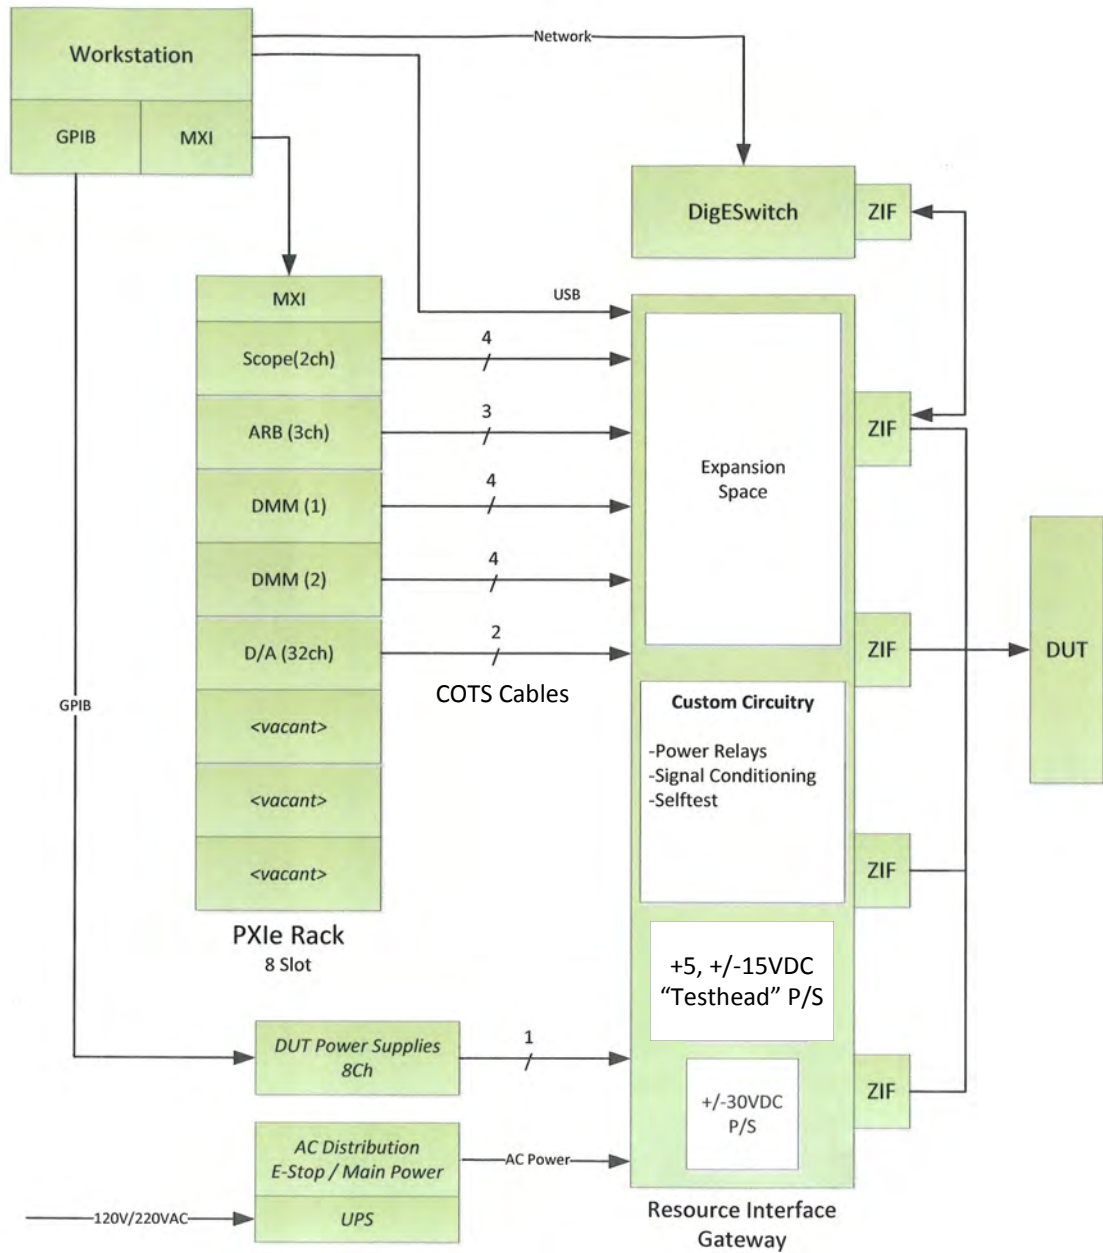 Workstation
GPIB
MXI
Network
DigESwitch
ZIF
MXI
USB
Scope(2ch)
4
ARB (3ch)
3
ZIF
DMM (1)
4
Expansion
Space
DMM (2)
4
D/A (32ch)
2
ZIF
DUT
COTS Cables
GPIB
<vacant>
<vacant>
<vacant>
Custom Circuitry
-Power Relays
-Signal Conditioning
-Selftest
ZIF
PXIe Rack
8 Slot
+5, +/-15VDC
“Testhead” P/S
DUT Power Supplies
8Ch
1
ZIF
+/-30VDC
P/S
AC Distribution
E-Stop / Main Power
AC Power
120V/220VAC
UPS
Resource Interface
Gateway